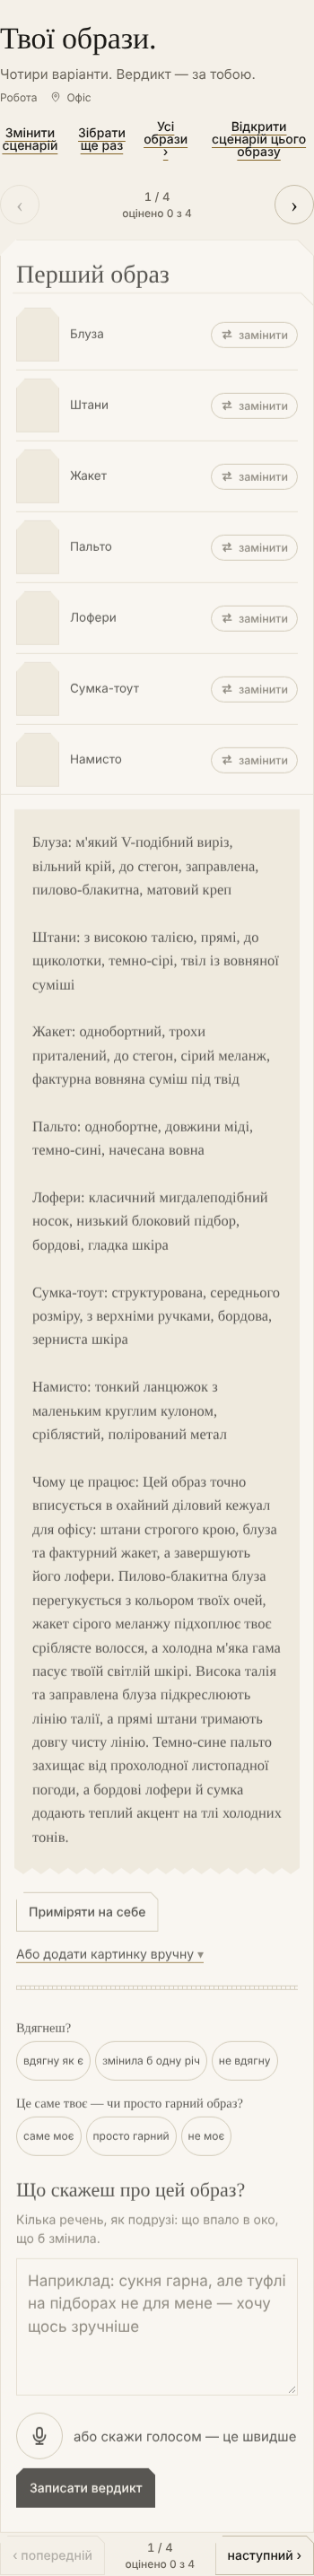 Твої образи.
Чотири варіанти. Вердикт — за тобою.
Робота Офіс
Змінити сценарій
Зібрати ще раз
Усі образи ›
Відкрити сценарій цього образу
‹
1 / 4
оцінено 0 з 4
›
Перший образ
Блуза ⇄ замінити
Штани ⇄ замінити
Жакет ⇄ замінити
Пальто ⇄ замінити
Лофери ⇄ замінити
Сумка-тоут ⇄ замінити
Намисто ⇄ замінити
Блуза: м'який V-подібний виріз,
вільний крій, до стегон, заправлена,
пилово-блакитна, матовий креп
Штани: з високою талією, прямі, до
щиколотки, темно-сірі, твіл із вовняної
суміші
Жакет: однобортний, трохи
приталений, до стегон, сірий меланж,
фактурна вовняна суміш під твід
Пальто: однобортне, довжини міді,
темно-синє, начесана вовна
Лофери: класичний мигдалеподібний
носок, низький блоковий підбор,
бордові, гладка шкіра
Сумка-тоут: структурована, середнього
розміру, з верхніми ручками, бордова,
зерниста шкіра
Намисто: тонкий ланцюжок з
маленьким круглим кулоном,
сріблястий, полірований метал
Чому це працює: Цей образ точно
вписується в охайний діловий кежуал
для офісу: штани строгого крою, блуза
та фактурний жакет, а завершують
його лофери. Пилово-блакитна блуза
перегукується з кольором твоїх очей,
жакет сірого меланжу підхоплює твоє
сріблясте волосся, а холодна м'яка гама
пасує твоїй світлій шкірі. Висока талія
та заправлена блуза підкреслюють
лінію талії, а прямі штани тримають
довгу чисту лінію. Темно-синє пальто
захищає від прохолодної листопадної
погоди, а бордові лофери й сумка
додають теплий акцент на тлі холодних
тонів.
Приміряти на себе
Або додати картинку вручну ▾
Вдягнеш?
вдягну як є змінила б одну річ не вдягну
Це саме твоє — чи просто гарний образ?
саме моє просто гарний не моє
Що скажеш про цей образ?
Кілька речень, як подрузі: що впало в око,
що б змінила.
Наприклад: сукня гарна, але туфлі
на підборах не для мене — хочу
щось зручніше
або скажи голосом — це швидше
Записати вердикт
‹ попередній
1 / 4
оцінено 0 з 4
наступний ›